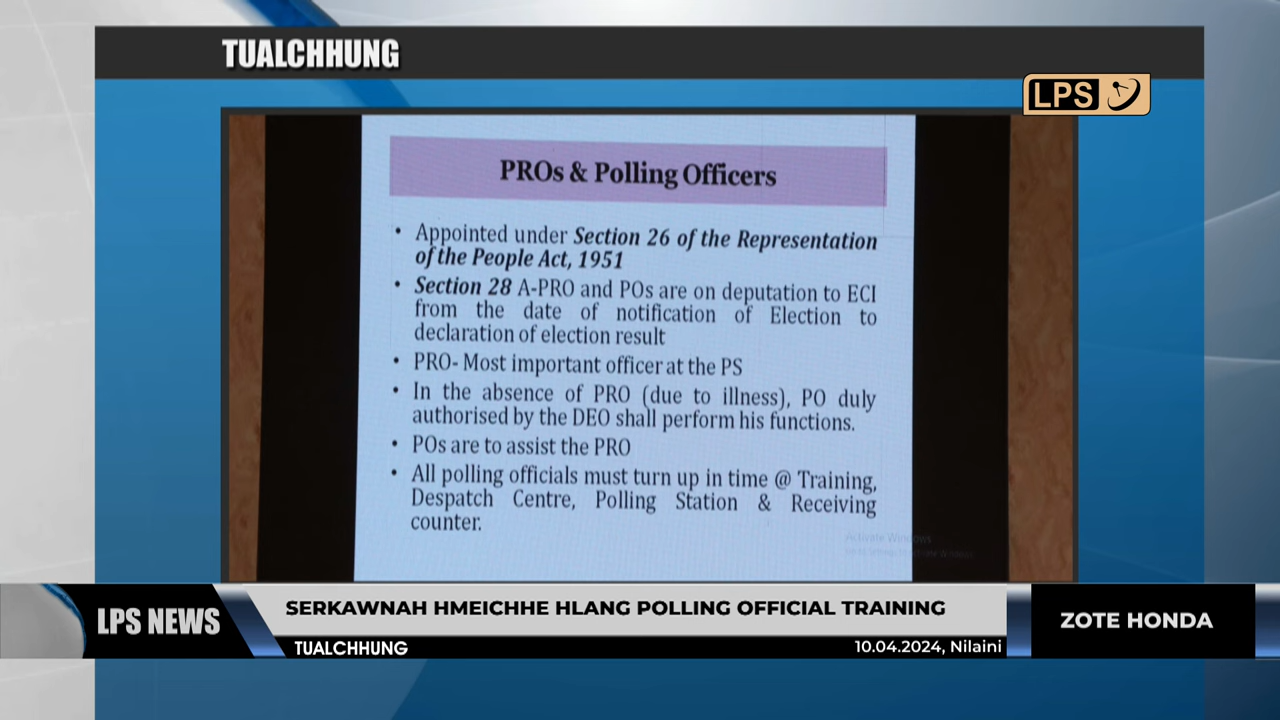 TUALCHHUNG
LPS
PROs & Polling Officers
• Appointed under Section 26 of the Representation
of the People Act, 1951
• Section 28 A-PRO and POs are on deputation to ECI
from the date of notification of Election to
declaration of election result
• PRO- Most important officer at the PS
• In the absence of PRO (due to illness), PO duly
authorised by the DEO shall perform his functions.
• POs are to assist the PRO
• All polling officials must turn up in time @ Training,
Despatch Centre, Polling Station & Receiving
counter.
Activate Windows
LPS NEWS
SERKAWNAH HMEICHHE HLANG POLLING OFFICIAL TRAINING
ZOTE HONDA
TUALCHHUNG
10.04.2024, Nilaini